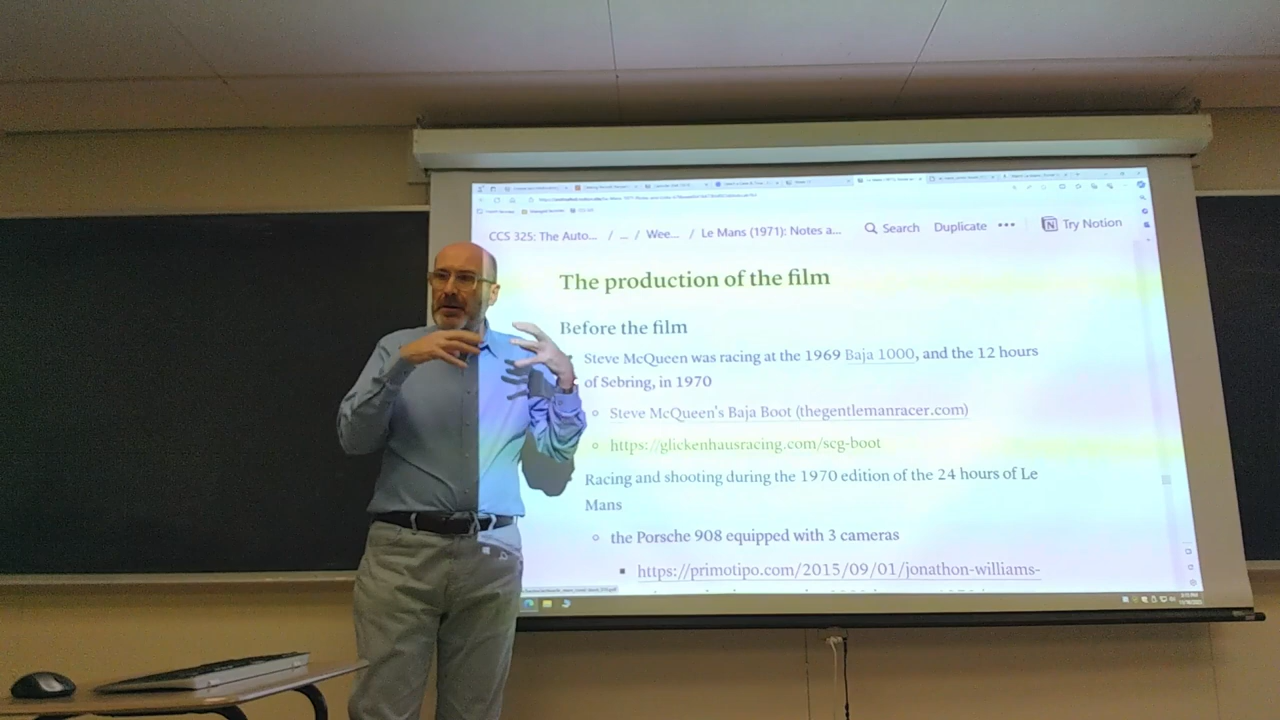 CCS 325: The Auto... / ... / Wee... / Le Mans (1971): Notes a... Search Duplicate ••• Try Notion
The production of the film
Before the film
Steve McQueen was racing at the 1969 Baja 1000, and the 12 hours
of Sebring, in 1970
Steve McQueen's Baja Boot (thegentlemanracer.com)
https://glickenhausracing.com/scg-boot
Racing and shooting during the 1970 edition of the 24 hours of Le
Mans
the Porsche 908 equipped with 3 cameras
https://primotipo.com/2015/09/01/jonathon-williams-